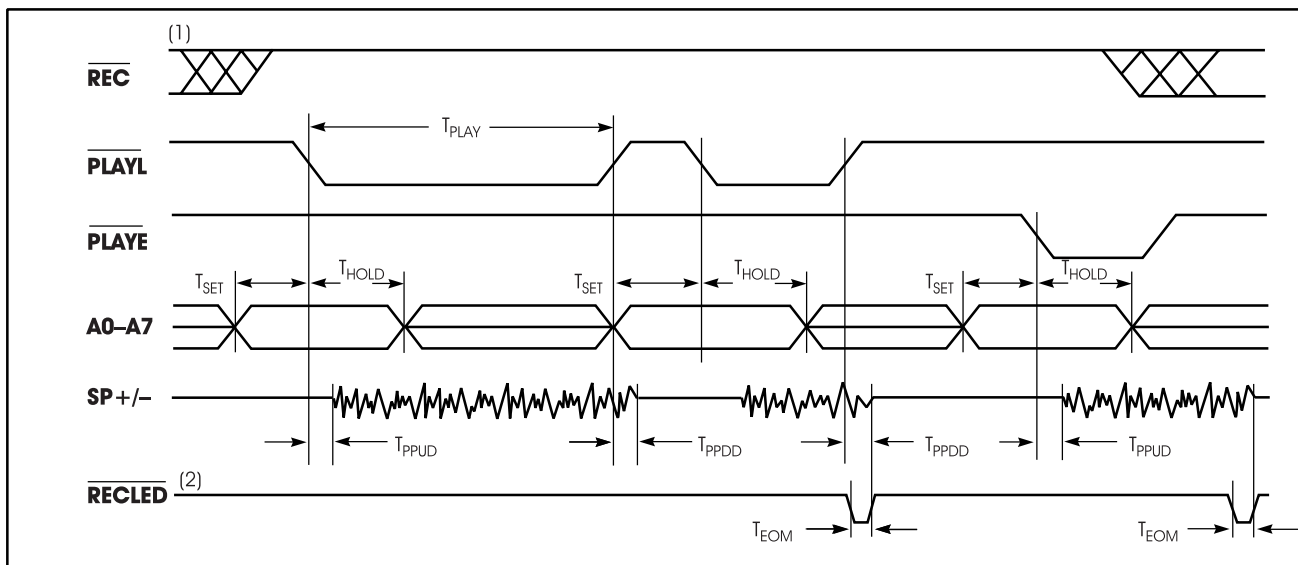 (1)
REC
T_PLAY
PLAYL
PLAYE
T_SET T_HOLD T_SET T_HOLD T_SET T_HOLD
A0–A7
SP +/–
T_PPUD T_PPDD T_PPDD T_PPUD
RECLED (2)
T_EOM T_EOM